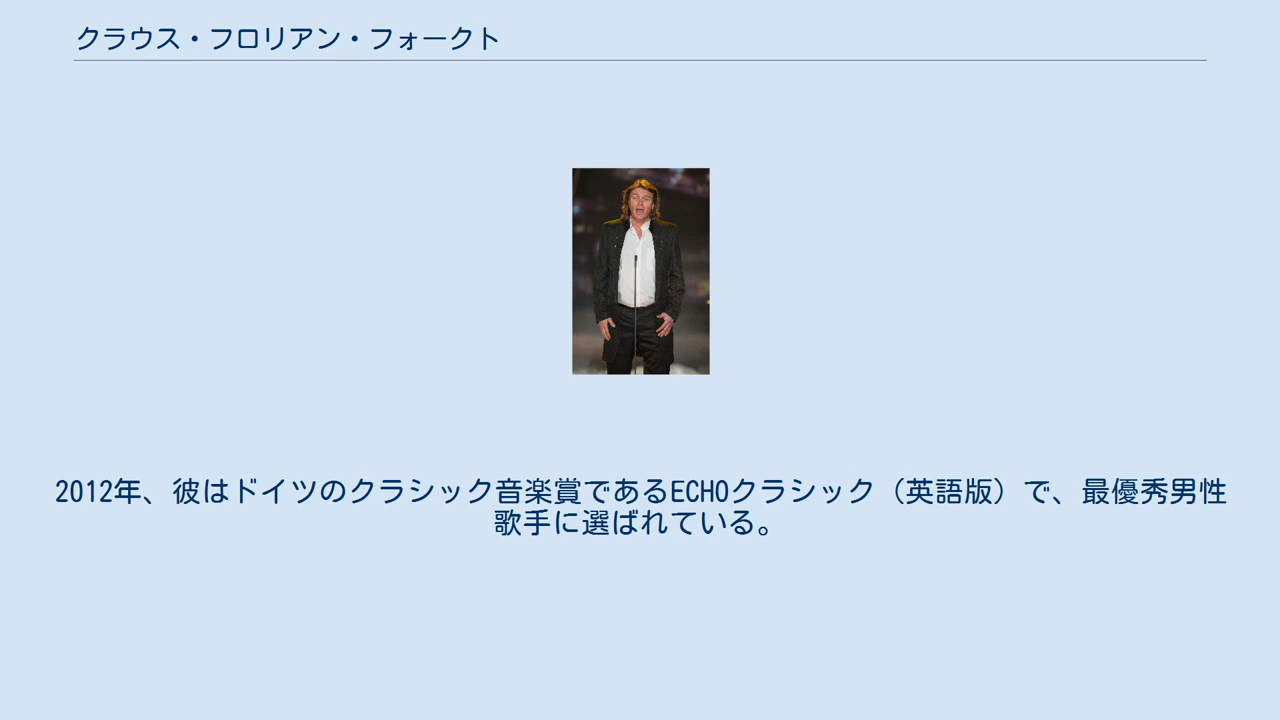 クラウス・フロリアン・フォークト
2012年、彼はドイツのクラシック音楽賞であるECHOクラシック（英語版）で、最優秀男性
歌手に選ばれている。